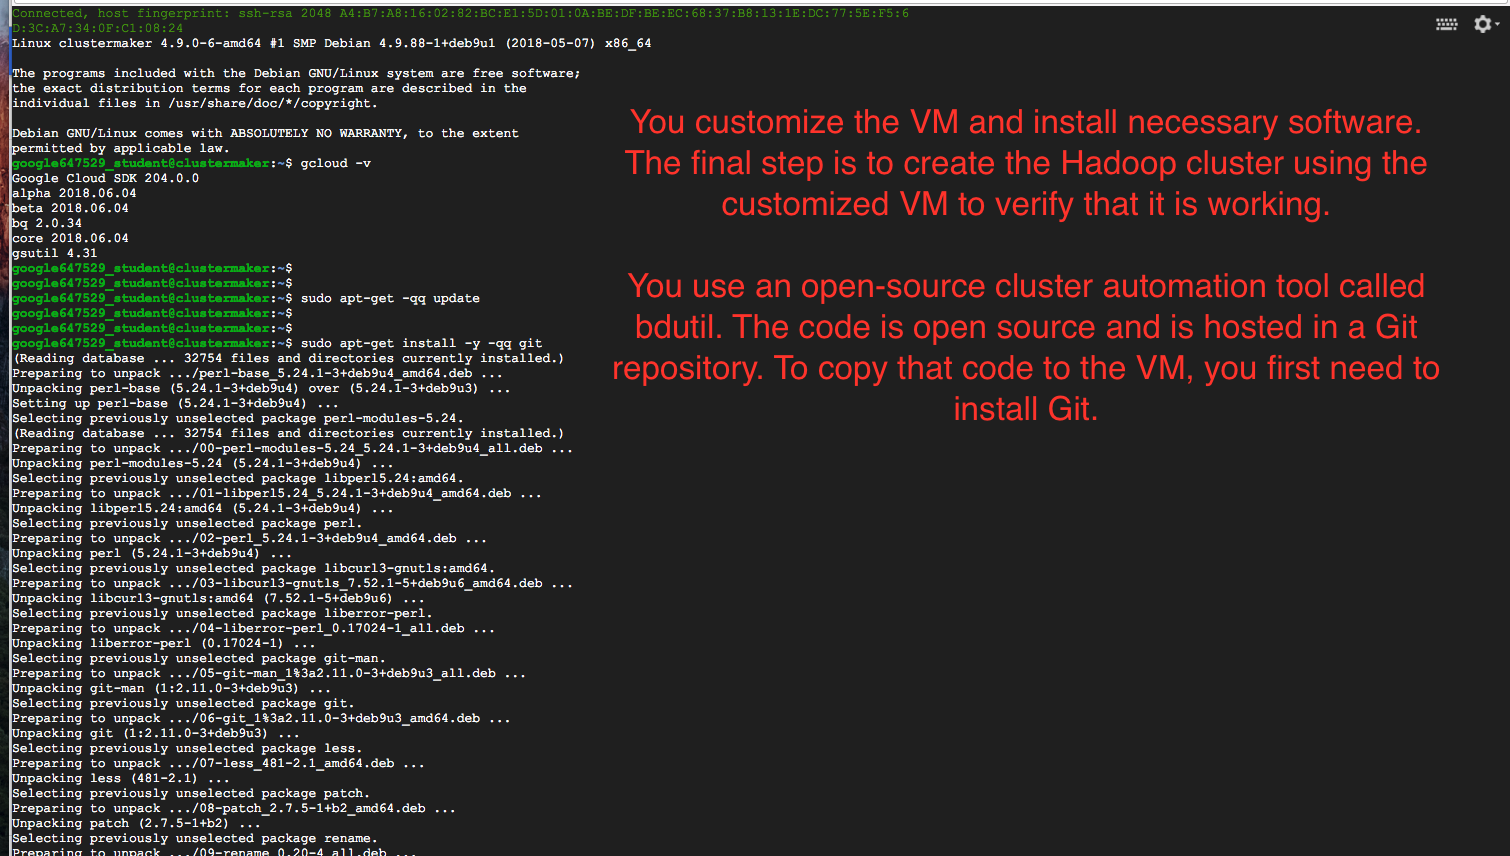 Connected, host fingerprint: ssh-rsa 2048 A4:B7:A8:16:02:82:BC:E1:5D:01:0A:BE:DF:BE:EC:68:37:B8:13:1E:DC:77:5E:F5:6
D:3C:A7:34:0F:C1:08:24
Linux clustermaker 4.9.0-6-amd64 #1 SMP Debian 4.9.88-1+deb9u1 (2018-05-07) x86_64
The programs included with the Debian GNU/Linux system are free software;
the exact distribution terms for each program are described in the
individual files in /usr/share/doc/*/copyright.
Debian GNU/Linux comes with ABSOLUTELY NO WARRANTY, to the extent
permitted by applicable law.
google647529_student@clustermaker:~$ gcloud -v
Google Cloud SDK 204.0.0
alpha 2018.06.04
beta 2018.06.04
bq 2.0.34
core 2018.06.04
gsutil 4.31
google647529_student@clustermaker:~$
google647529_student@clustermaker:~$
google647529_student@clustermaker:~$ sudo apt-get -qq update
google647529_student@clustermaker:~$
google647529_student@clustermaker:~$
google647529_student@clustermaker:~$ sudo apt-get install -y -qq git
(Reading database ... 32754 files and directories currently installed.)
Preparing to unpack .../perl-base_5.24.1-3+deb9u4_amd64.deb ...
Unpacking perl-base (5.24.1-3+deb9u4) over (5.24.1-3+deb9u3) ...
Setting up perl-base (5.24.1-3+deb9u4) ...
Selecting previously unselected package perl-modules-5.24.
(Reading database ... 32754 files and directories currently installed.)
Preparing to unpack .../00-perl-modules-5.24_5.24.1-3+deb9u4_all.deb ...
Unpacking perl-modules-5.24 (5.24.1-3+deb9u4) ...
Selecting previously unselected package libperl5.24:amd64.
Preparing to unpack .../01-libperl5.24_5.24.1-3+deb9u4_amd64.deb ...
Unpacking libperl5.24:amd64 (5.24.1-3+deb9u4) ...
Selecting previously unselected package perl.
Preparing to unpack .../02-perl_5.24.1-3+deb9u4_amd64.deb ...
Unpacking perl (5.24.1-3+deb9u4) ...
Selecting previously unselected package libcurl3-gnutls:amd64.
Preparing to unpack .../03-libcurl3-gnutls_7.52.1-5+deb9u6_amd64.deb ...
Unpacking libcurl3-gnutls:amd64 (7.52.1-5+deb9u6) ...
Selecting previously unselected package liberror-perl.
Preparing to unpack .../04-liberror-perl_0.17024-1_all.deb ...
Unpacking liberror-perl (0.17024-1) ...
Selecting previously unselected package git-man.
Preparing to unpack .../05-git-man_1%3a2.11.0-3+deb9u3_all.deb ...
Unpacking git-man (1:2.11.0-3+deb9u3) ...
Selecting previously unselected package git.
Preparing to unpack .../06-git_1%3a2.11.0-3+deb9u3_amd64.deb ...
Unpacking git (1:2.11.0-3+deb9u3) ...
Selecting previously unselected package less.
Preparing to unpack .../07-less_481-2.1_amd64.deb ...
Unpacking less (481-2.1) ...
Selecting previously unselected package patch.
Preparing to unpack .../08-patch_2.7.5-1+b2_amd64.deb ...
Unpacking patch (2.7.5-1+b2) ...
Selecting previously unselected package rename.
Preparing to unpack .../09-rename_0.20-4_all.deb ...
You customize the VM and install necessary software.
The final step is to create the Hadoop cluster using the
customized VM to verify that it is working.
You use an open-source cluster automation tool called
bdutil. The code is open source and is hosted in a Git
repository. To copy that code to the VM, you first need to
install Git.